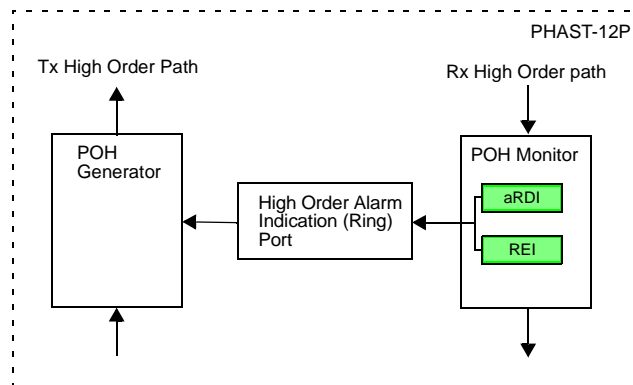 PHAST-12P
Tx High Order Path
Rx High Order path
POH
Generator
POH Monitor
High Order Alarm
Indication (Ring)
Port
aRDI
REI